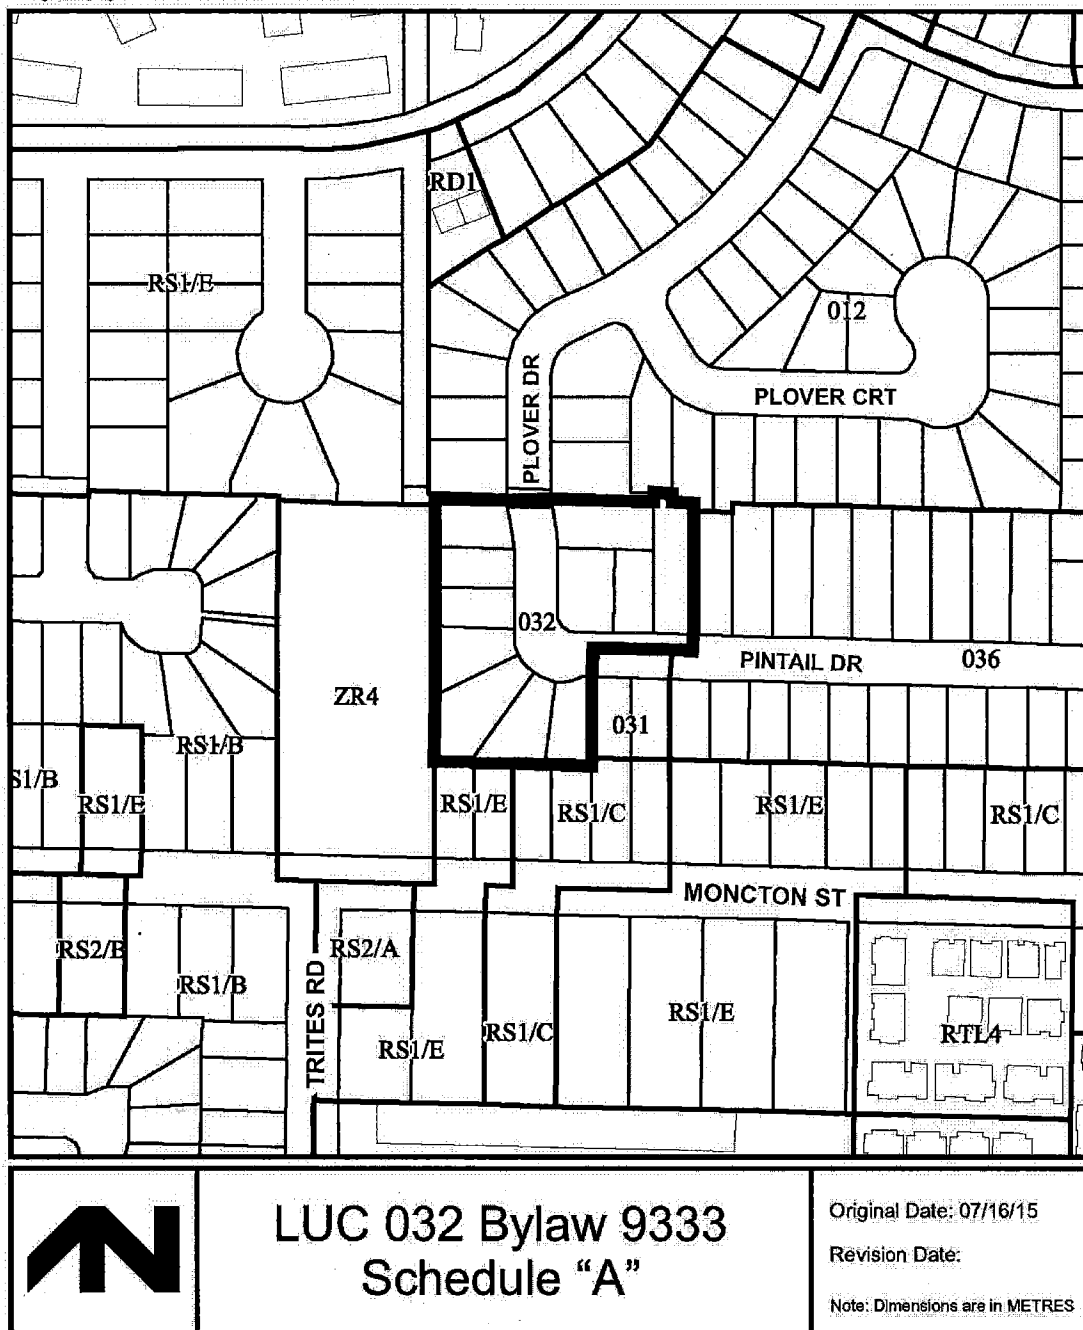 RD1
RS1/E
012
PLOVER DR
PLOVER CRT
032
PINTAIL DR
036
ZR4
031
RS1/B
S1/B
RS1/E
RS1/E
RS1/C
RS1/E
RS1/C
MONCTON ST
RS2/B
RS2/A
RS1/B
TRITES RD
RS1/E
RS1/C
RS1/E
RTL4
LUC 032 Bylaw 9333
Schedule “A”
Original Date: 07/16/15
Revision Date:
Note: Dimensions are in METRES